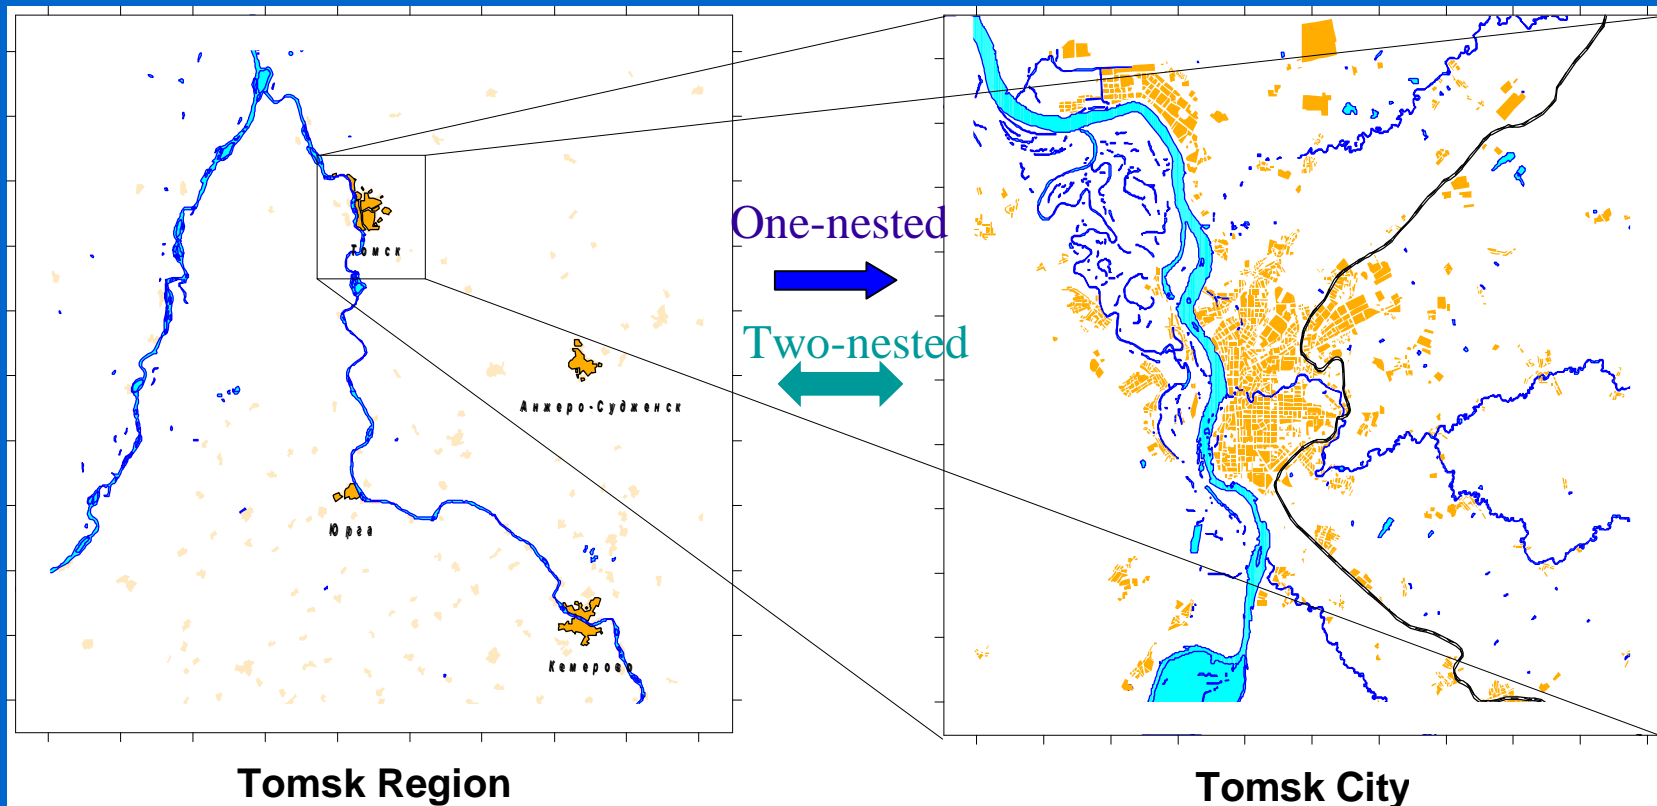 Томск
One-nested
Two-nested
Анжеро-Судженск
Юрга
Кемерово
Tomsk Region
Tomsk City